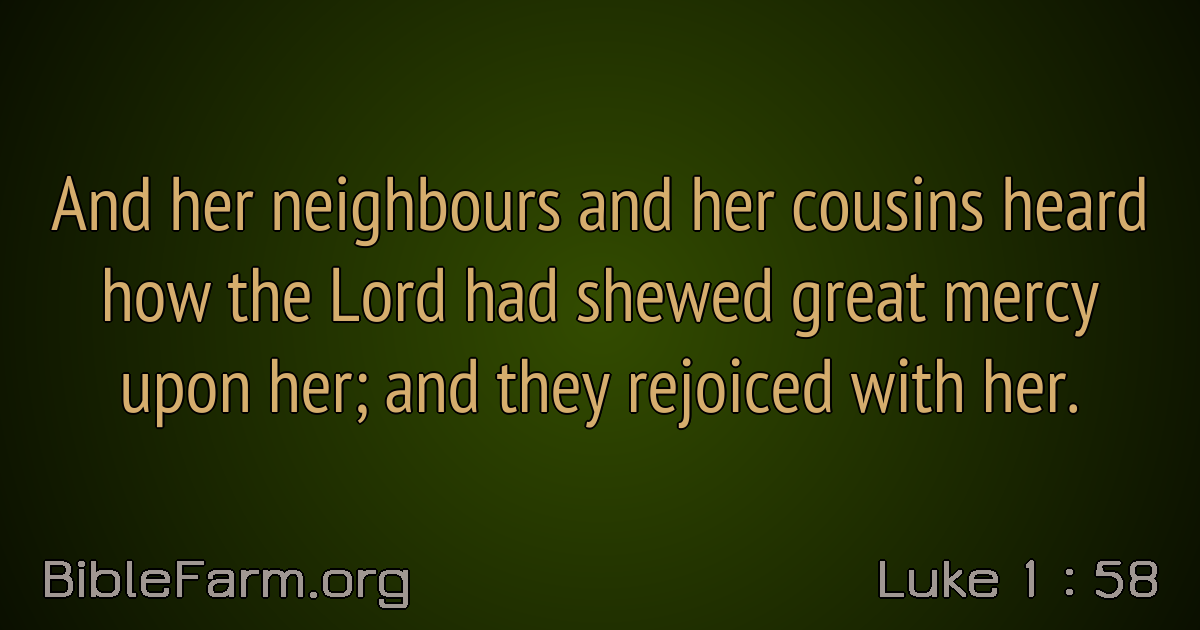 And her neighbours and her cousins heard
how the Lord had shewed great mercy
upon her; and they rejoiced with her.
BibleFarm.org
Luke 1 : 58